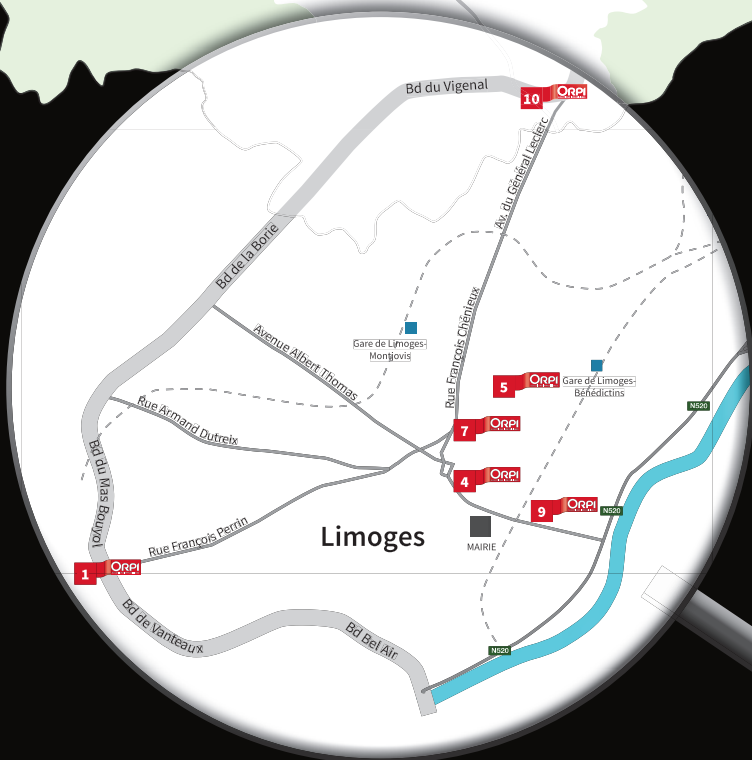 Bd du Vigenal
10 ORPI
Av. du Général Leclerc
Bd de la Borie
Rue François Chénieux
Avenue Albert Thomas
Gare de Limoges-
Montjovis
5 ORPI
Gare de Limoges-
Bénédictins
Rue Armand Dutreix
N520
7 ORPI
Bd du Mas Bouyol
4 ORPI
9 ORPI
N520
Rue François Perrin
Limoges
MAIRIE
1 ORPI
Bd de Vanteaux
Bd Bel Air
N520